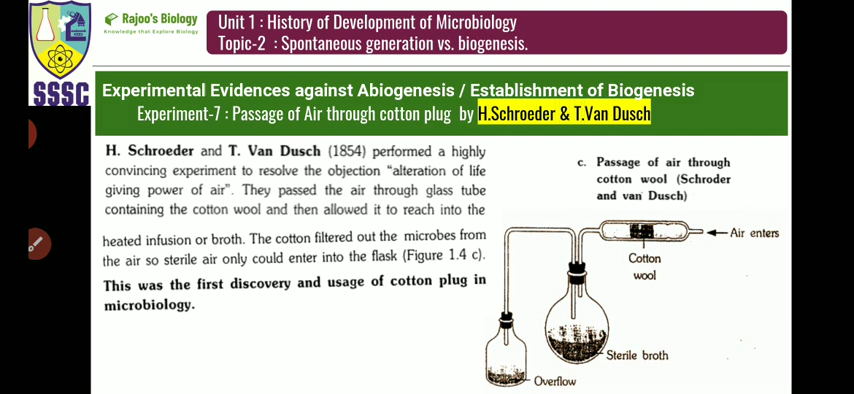 Rajoo's Biology
Knowledge that Explore Biology
SSSC
Unit 1 : History of Development of Microbiology
Topic-2 : Spontaneous generation vs. biogenesis.
Experimental Evidences against Abiogenesis / Establishment of Biogenesis
Experiment-7 : Passage of Air through cotton plug by H.Schroeder & T.Van Dusch
H. Schroeder and T. Van Dusch (1854) performed a highly
convincing experiment to resolve the objection "alteration of life
giving power of air". They passed the air through glass tube
containing the cotton wool and then allowed it to reach into the
heated infusion or broth. The cotton filtered out the microbes from
the air so sterile air only could enter into the flask (Figure 1.4 c).
This was the first discovery and usage of cotton plug in
microbiology.
c. Passage of air through
cotton wool (Schroder
and van Dusch)
Air enters
Cotton
wool
Sterile broth
Overflow